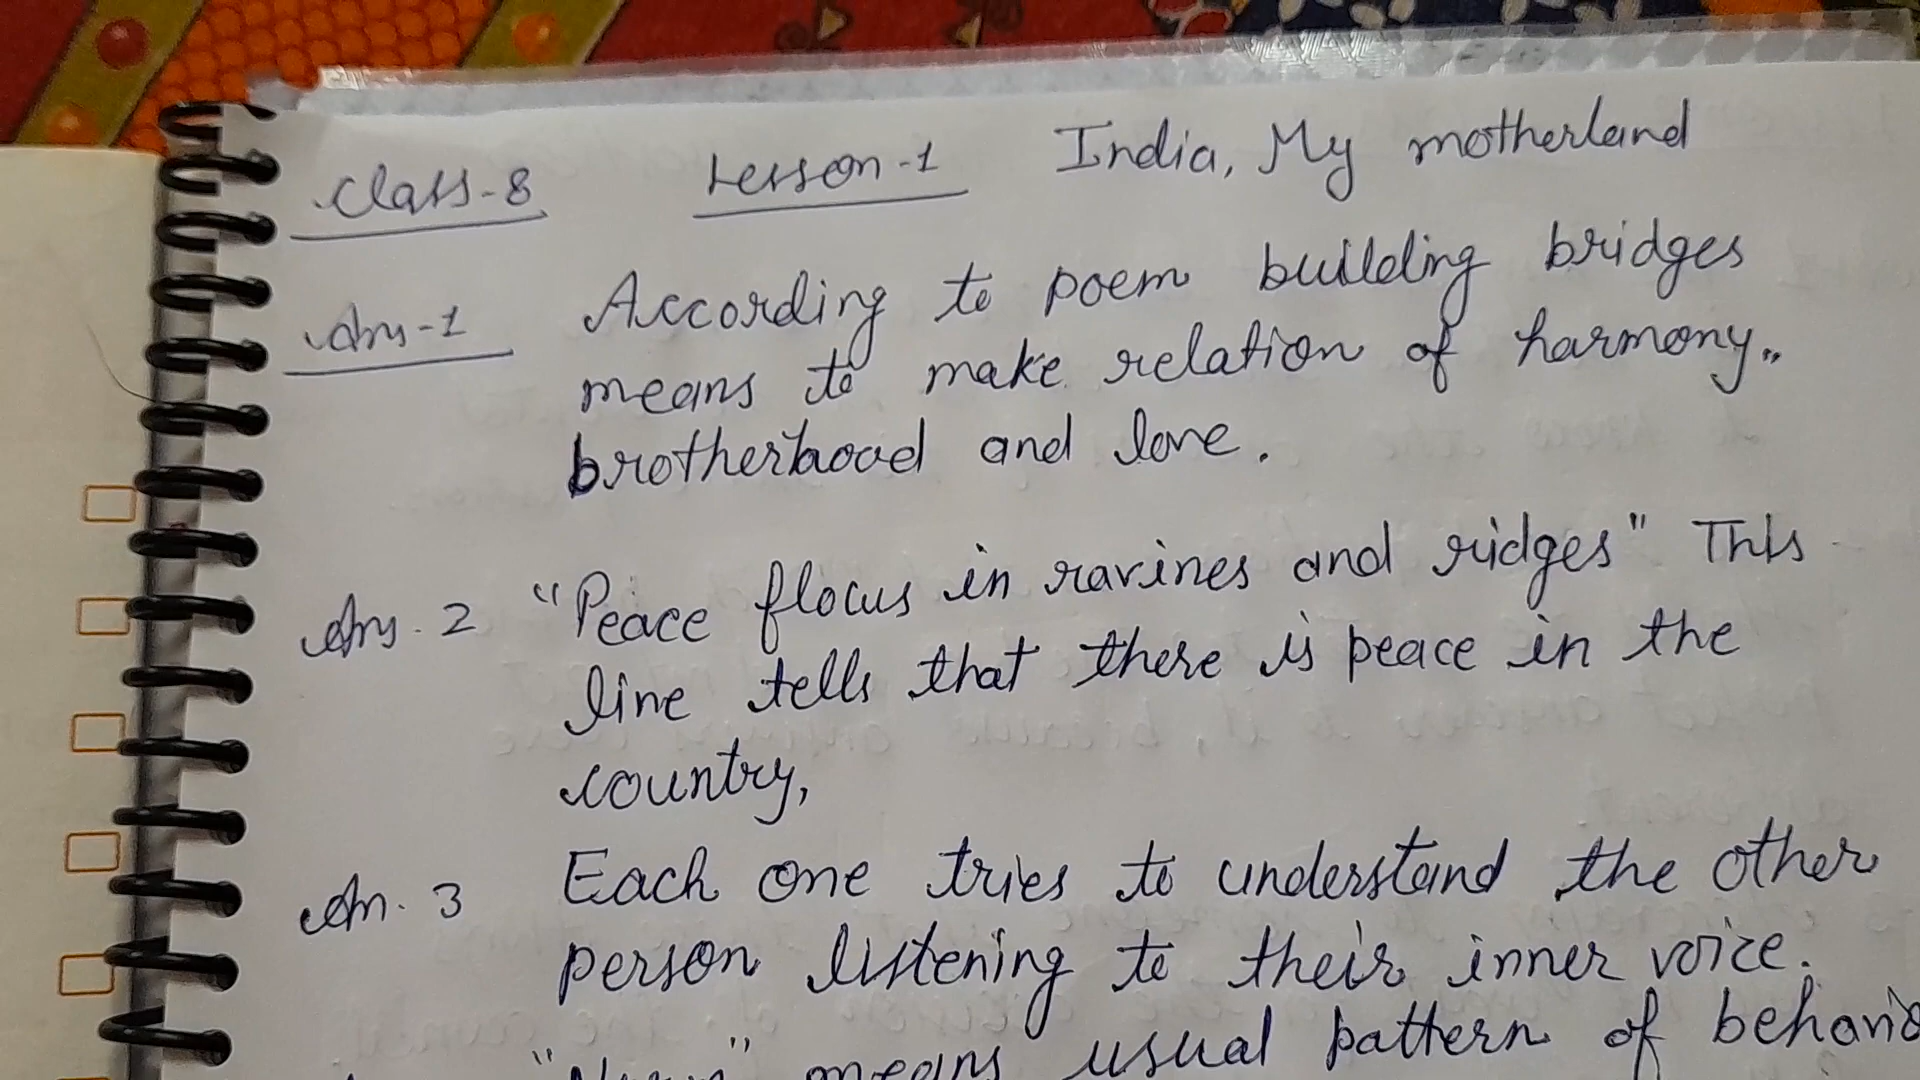 Class-8 Lesson-1 India, My motherland
Ans-1 According to poem building bridges
means to make relation of harmony,,
brotherhood and love.
Ans. 2 "Peace flocus in ravines and ridges" This
line tells that there is peace in the
country,
An. 3 Each one tries to understand the other
person listening to their inner voice.
means usual pattern of behavio